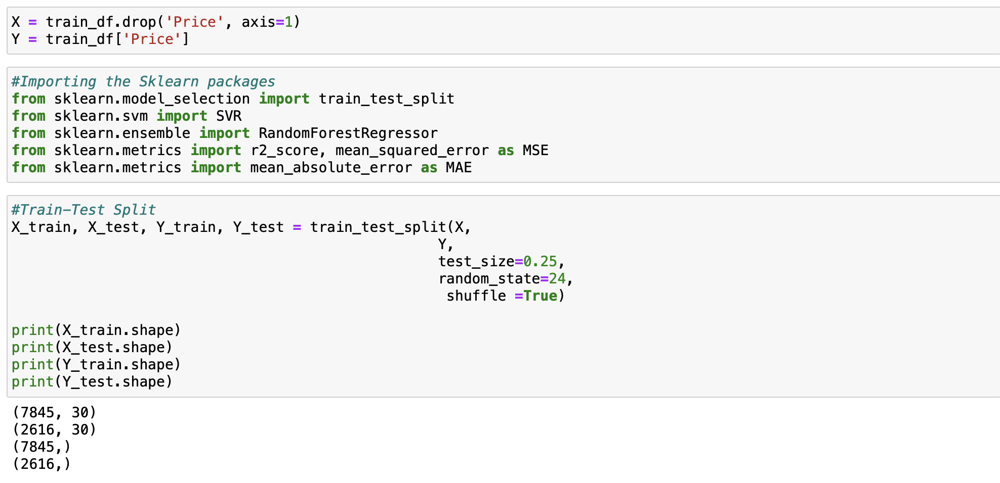 X = train_df.drop('Price', axis=1)
Y = train_df['Price']
#Importing the Sklearn packages
from sklearn.model_selection import train_test_split
from sklearn.svm import SVR
from sklearn.ensemble import RandomForestRegressor
from sklearn.metrics import r2_score, mean_squared_error as MSE
from sklearn.metrics import mean_absolute_error as MAE
#Train-Test Split
X_train, X_test, Y_train, Y_test = train_test_split(X,
                                                  Y,
                                                  test_size=0.25,
                                                  random_state=24,
                                                   shuffle =True)
print(X_train.shape)
print(X_test.shape)
print(Y_train.shape)
print(Y_test.shape)
(7845, 30)
(2616, 30)
(7845,)
(2616,)